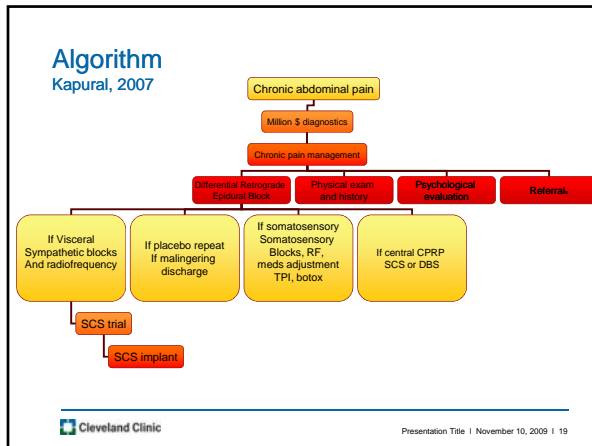 Algorithm
Kapural, 2007
Chronic abdominal pain
Million $ diagnostics
Chronic pain management
Differential Retrograde
Epidural Block
Physical exam
and history
Psychological
evaluation
Referral.
If Visceral
Sympathetic blocks
And radiofrequency
If placebo repeat
If malingering
discharge
If somatosensory
Somatosensory
Blocks, RF,
meds adjustment
TPI, botox
If central CPRP
SCS or DBS
SCS trial
SCS implant
Cleveland Clinic
Presentation Title l November 10, 2009 l 19